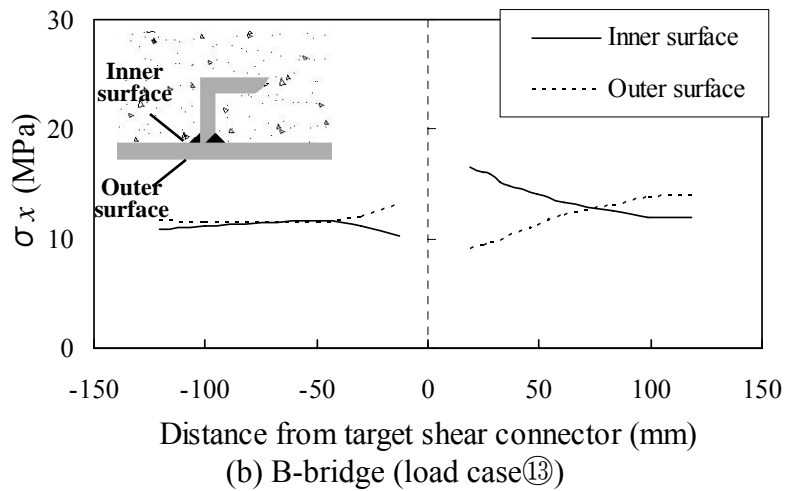 30
20
10
0
σx (MPa)
Inner
surface
Outer
surface
Inner surface
Outer surface
-150 -100 -50 0 50 100 150
Distance from target shear connector (mm)
(b) B-bridge (load case⑬)